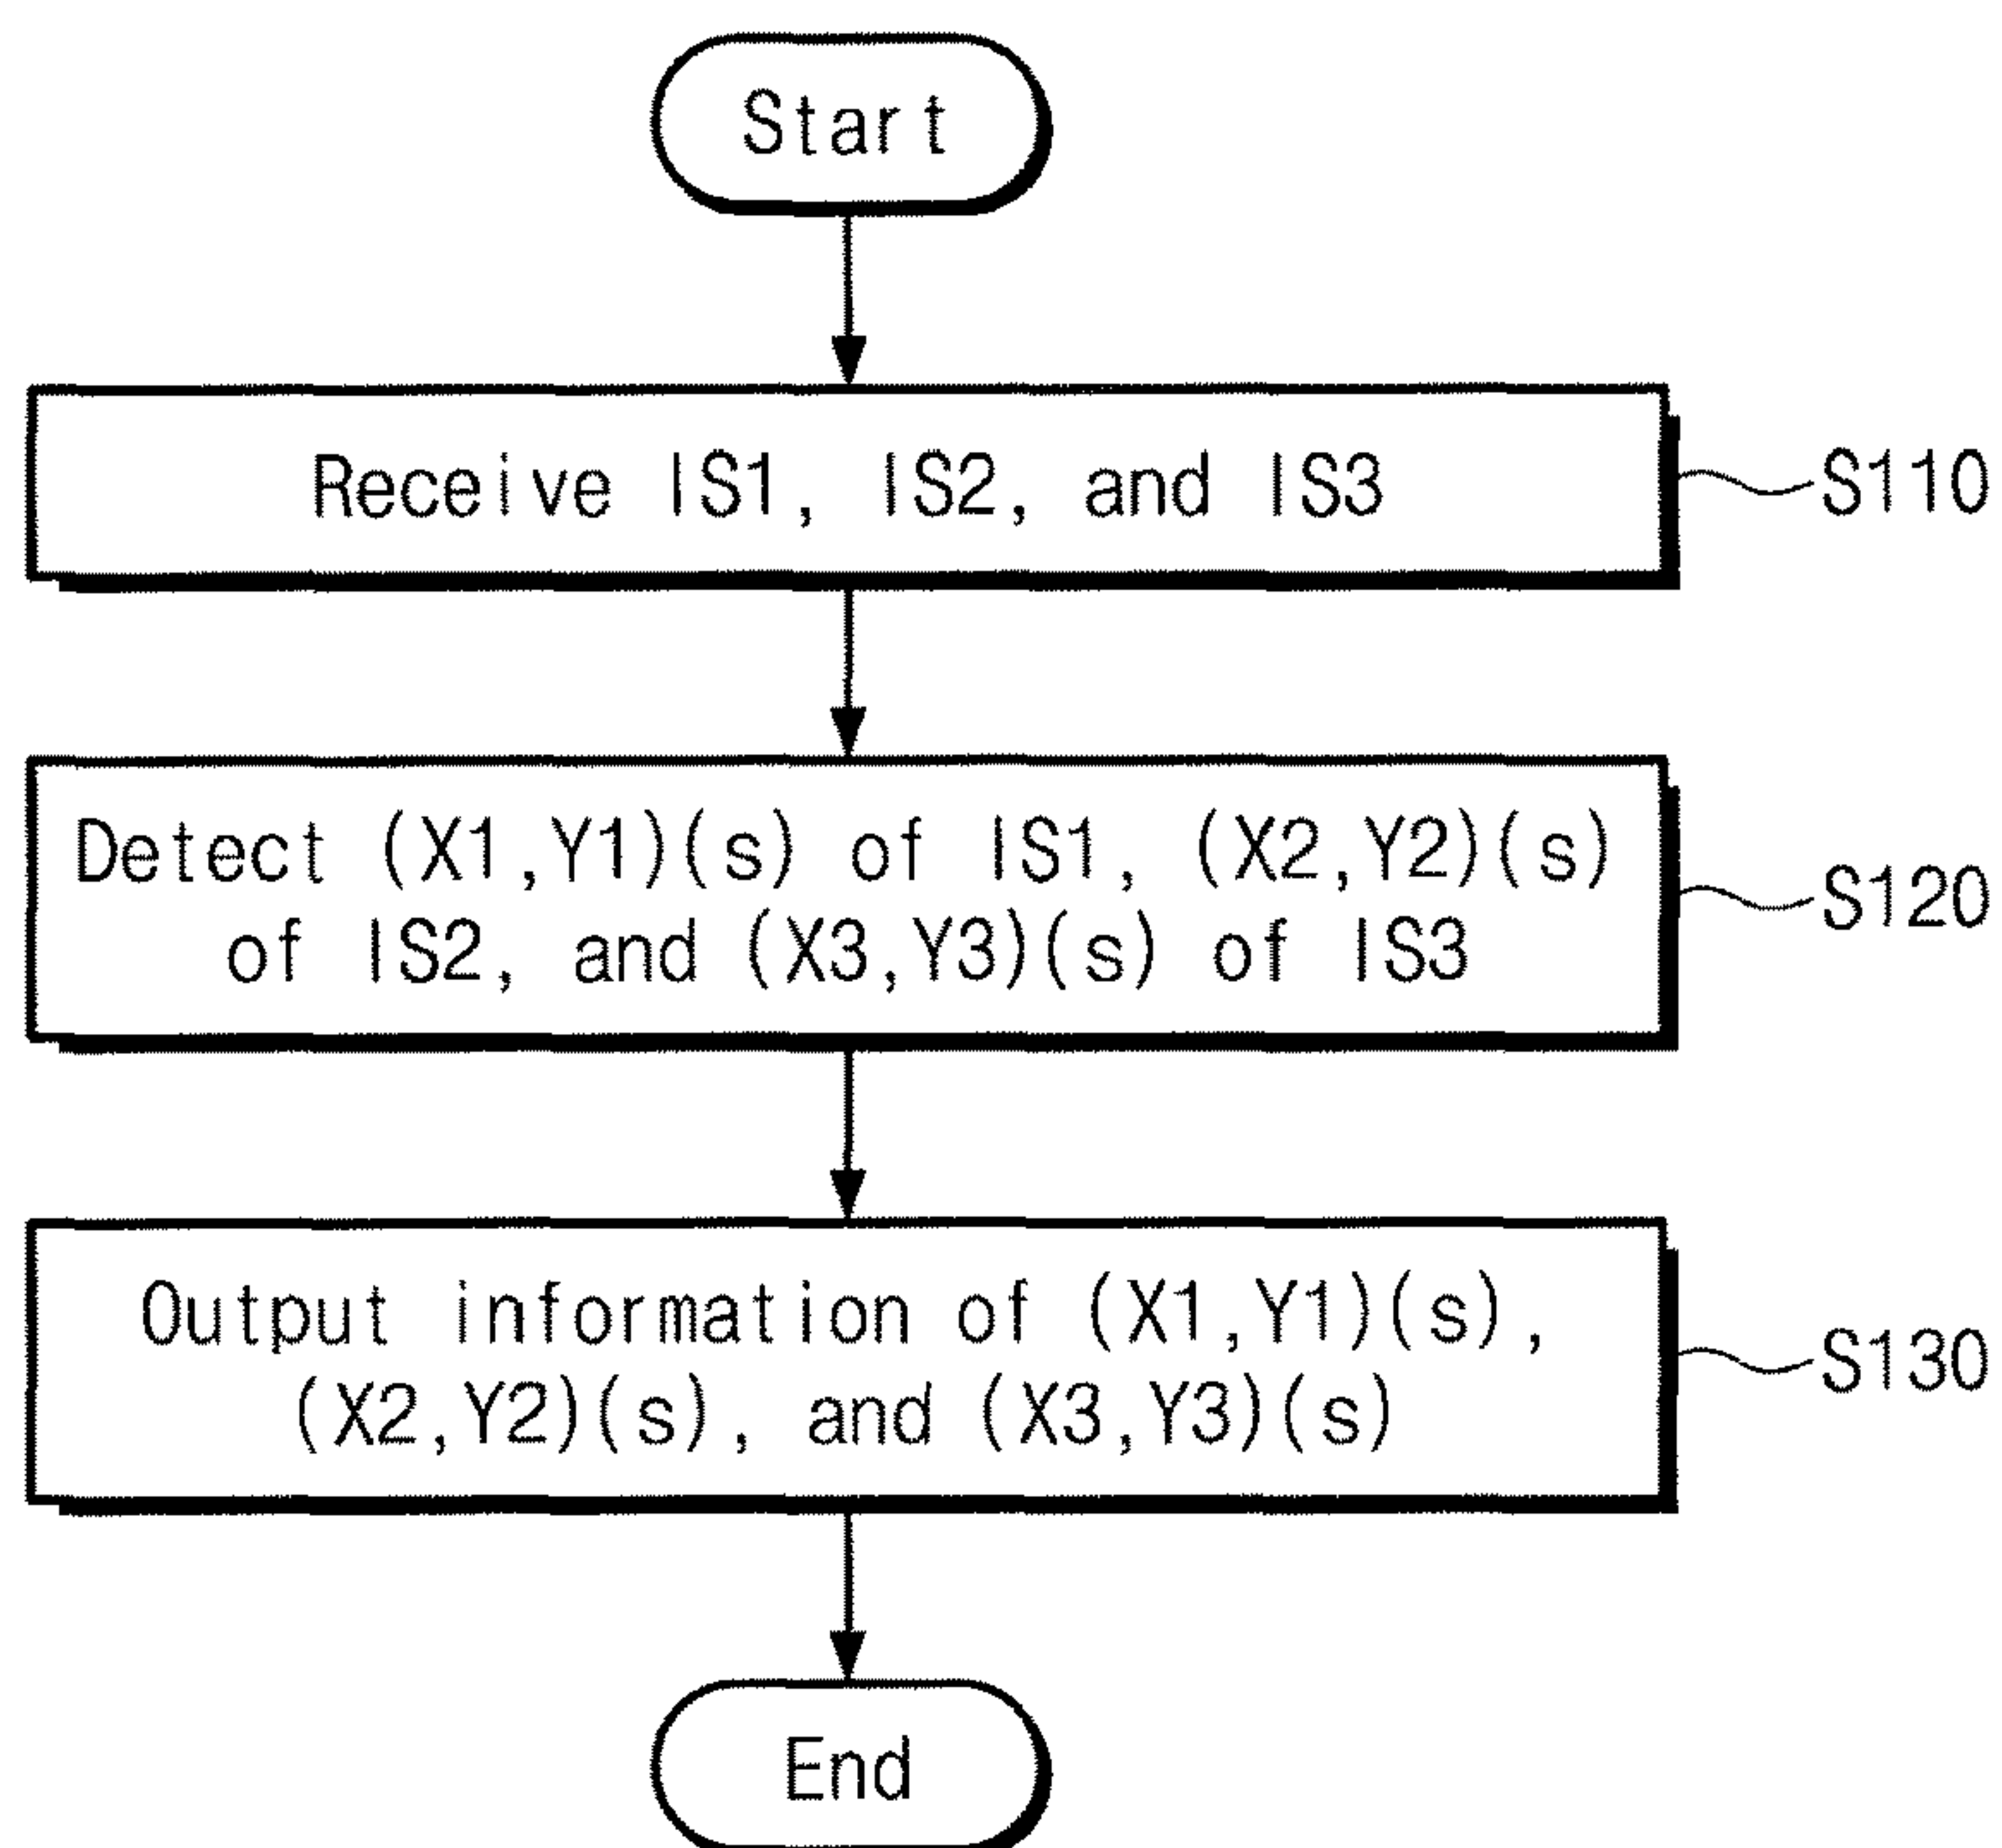 Start
Receive IS1, IS2, and IS3
S110
Detect (X1,Y1)(s) of IS1, (X2,Y2)(s)
of IS2, and (X3,Y3)(s) of IS3
S120
Output information of (X1,Y1)(s),
(X2,Y2)(s), and (X3,Y3)(s)
S130
End